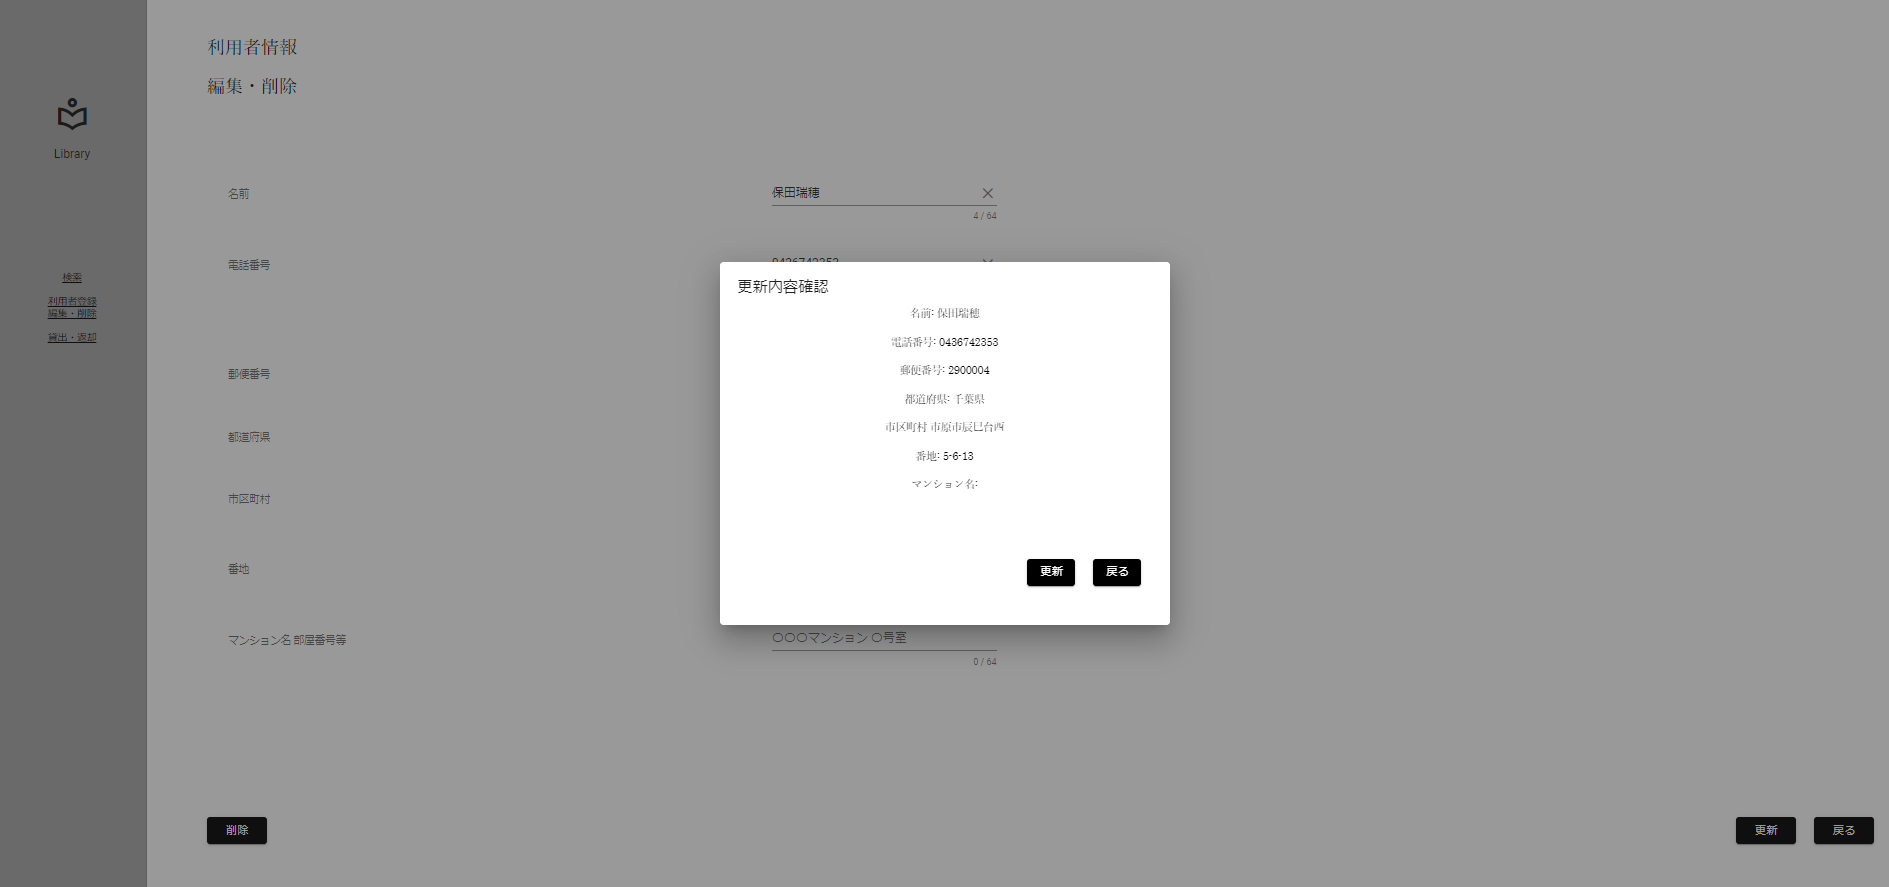 利用者情報
編集・削除
Library
検索
利用者登録
編集・削除
貸出・返却
名前
保田瑞穂
4 / 64
電話番号
郵便番号
都道府県
市区町村
番地
マンション名 部屋番号等
〇〇〇マンション 〇号室
0 / 64
更新内容確認
名前: 保田瑞穂
電話番号: 0436742353
郵便番号: 2900004
都道府県: 千葉県
市区町村 市原市辰巳台西
番地: 5-6-13
マンション名:
更新
戻る
削除
更新
戻る